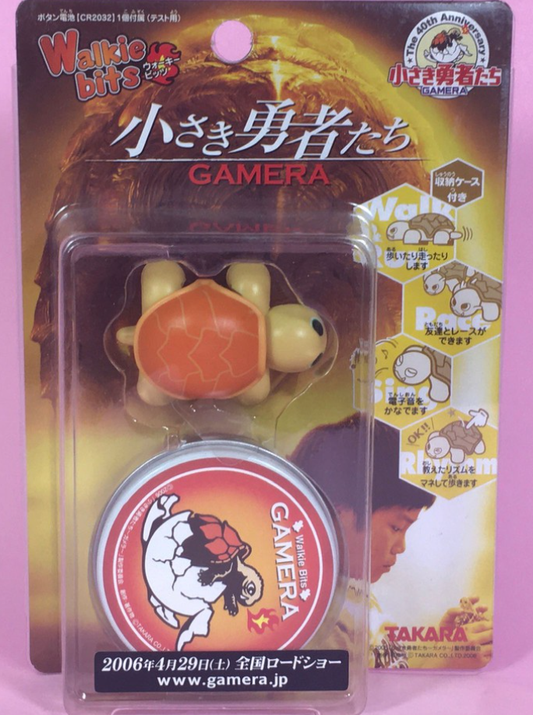 ボタン電池【CR2032】1個付属(テスト用)
Walkie
bits
ウォーキービッツ
The 40th Anniversary
小さき勇者たち
GAMERA
小さき勇者たち
GAMERA
収納ケース
付き
Walk
歩いたり走ったり
します
Race
友達とレースが
できます
Sing
電子音を
かなでます
OK!!
Rhythm
教えたリズムを
マネして歩きます
Walkie Bits
GAMERA
TAKARA
2006年4月29日(土) 全国ロードショー
www.gamera.jp